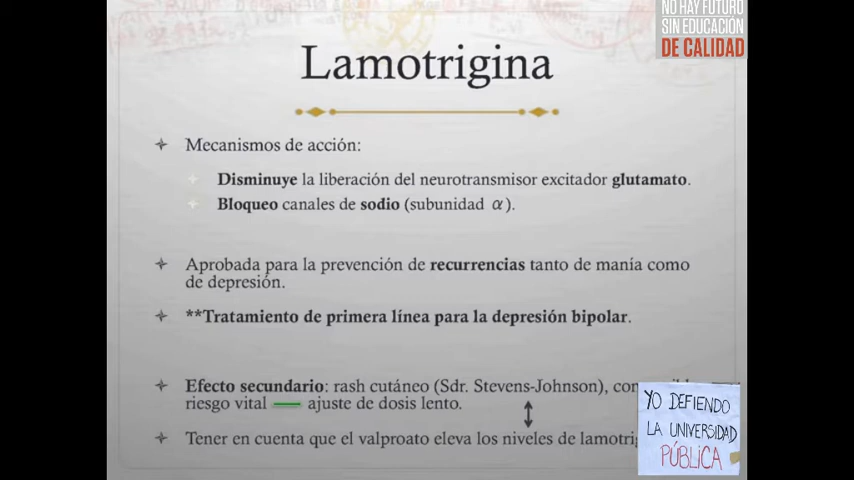 NO HAY FUTURO
SIN EDUCACIÓN
DE CALIDAD
Lamotrigina
Mecanismos de acción:
Disminuye la liberación del neurotransmisor excitador glutamato.
Bloqueo canales de sodio (subunidad α).
Aprobada para la prevención de recurrencias tanto de manía como
de depresión.
**Tratamiento de primera línea para la depresión bipolar.
Efecto secundario: rash cutáneo (Sdr. Stevens-Johnson),
riesgo vital ajuste de dosis lento.
Tener en cuenta que el valproato eleva los niveles de
YO DEFIENDO
LA UNIVERSIDAD
PÚBLICA